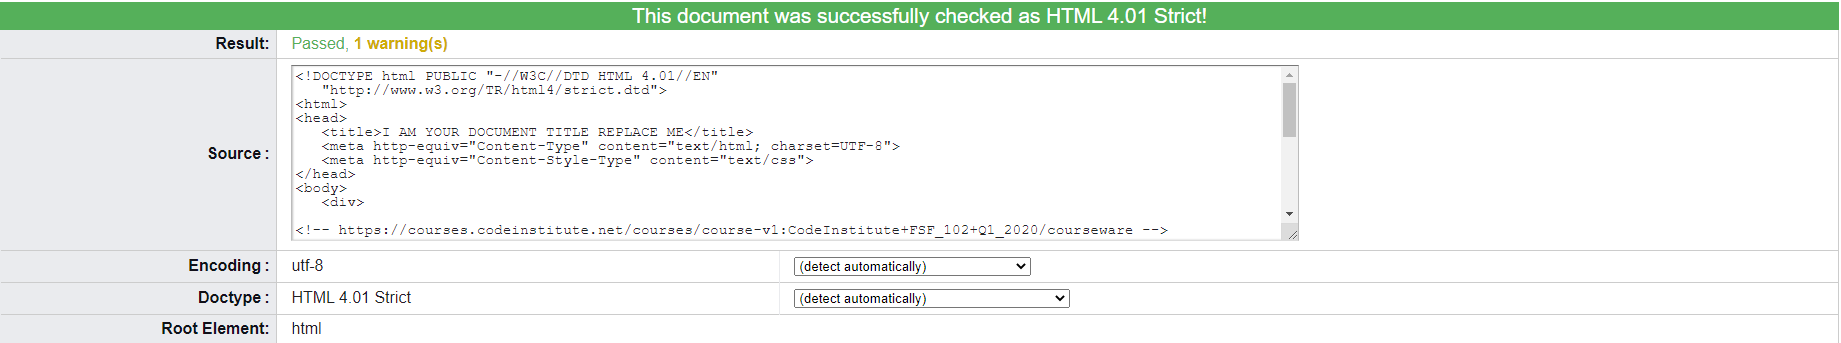 This document was successfully checked as HTML 4.01 Strict!
Result: Passed, 1 warning(s)
Source :
<!DOCTYPE html PUBLIC "-//W3C//DTD HTML 4.01//EN"
"http://www.w3.org/TR/html4/strict.dtd">
<html>
<head>
<title>I AM YOUR DOCUMENT TITLE REPLACE ME</title>
<meta http-equiv="Content-Type" content="text/html; charset=UTF-8">
<meta http-equiv="Content-Style-Type" content="text/css">
</head>
<body>
<div>
<!-- https://courses.codeinstitute.net/courses/course-v1:CodeInstitute+FSF_102+Q1_2020/courseware -->
Encoding : utf-8 (detect automatically)
Doctype : HTML 4.01 Strict (detect automatically)
Root Element: html